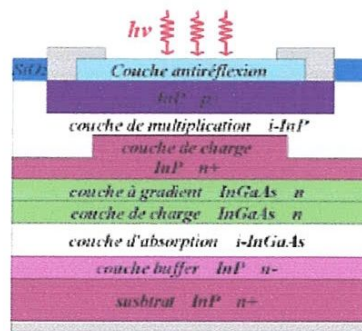 hν
SiO2
Couche antiréflexion
InP p+
couche de multiplication i-InP
couche de charge
InP n+
couche à gradient InGaAs n
couche de charge InGaAs n
couche d'absorption i-InGaAs
couche buffer InP n-
susbtrat InP n+